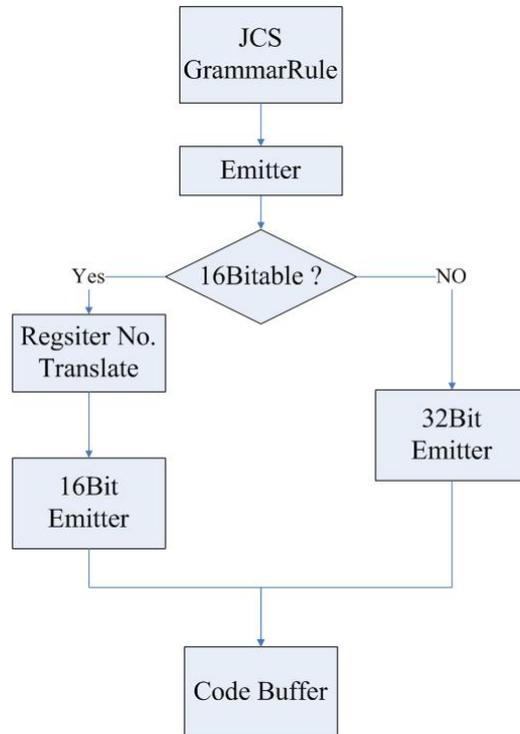 JCS
GrammarRule
Emitter
16Bitable ?
Yes
NO
Regsiter No.
Translate
32Bit
Emitter
16Bit
Emitter
Code Buffer